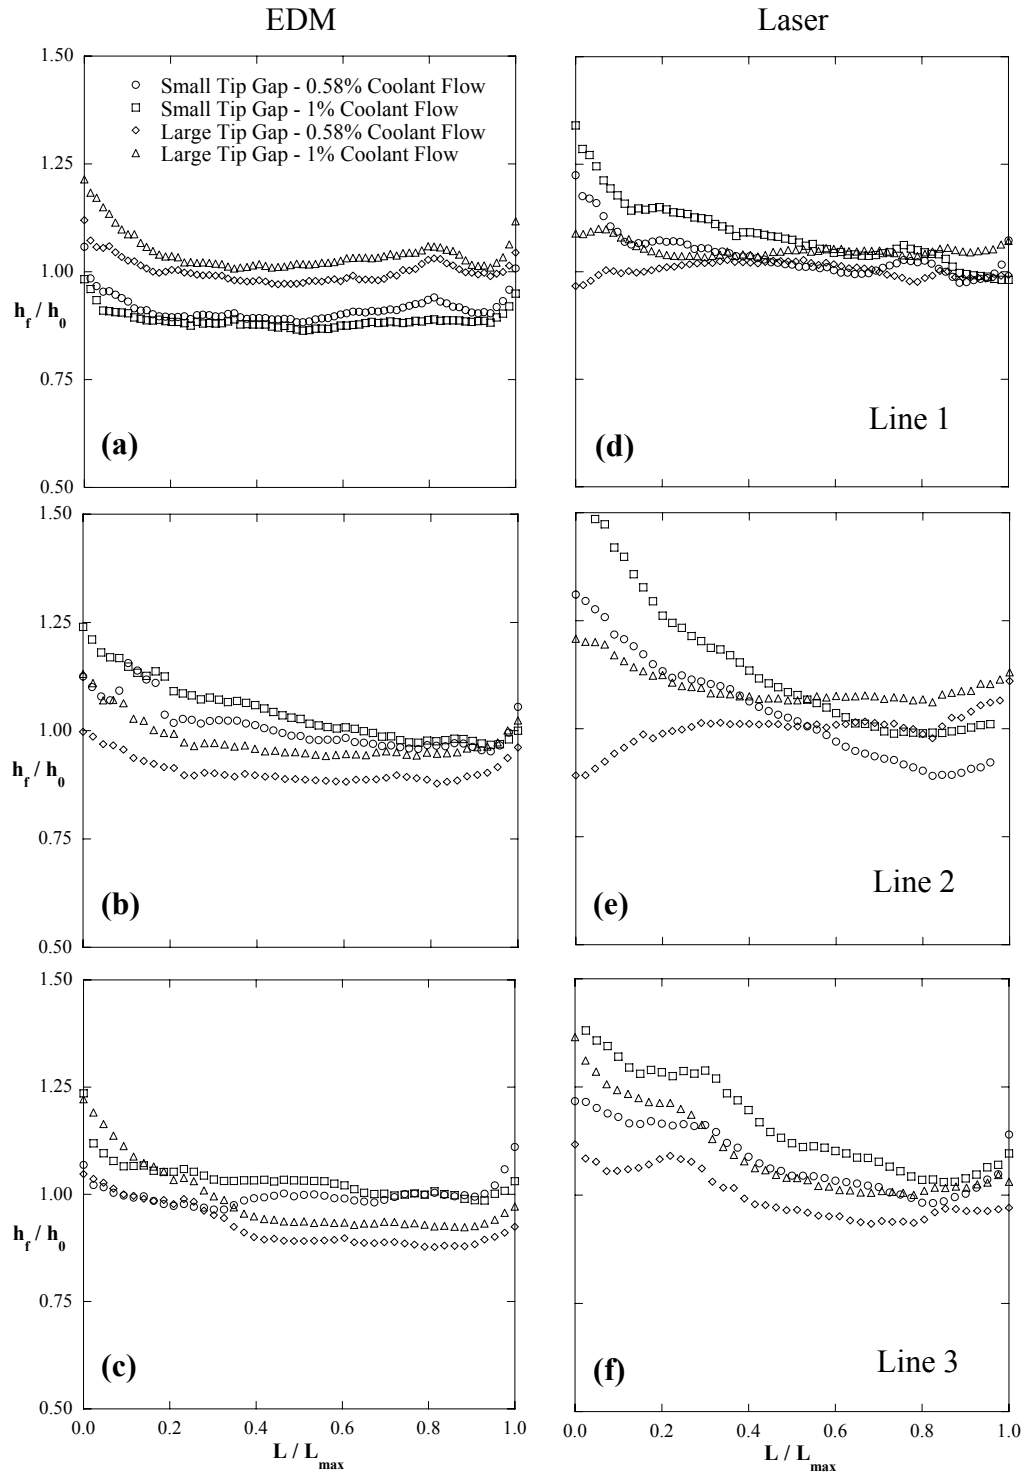 EDM
Laser
1.50
1.25
1.00
0.75
0.50
h_f / h_0
Small Tip Gap - 0.58% Coolant Flow
Small Tip Gap - 1% Coolant Flow
Large Tip Gap - 0.58% Coolant Flow
Large Tip Gap - 1% Coolant Flow
(a)
(d)
Line 1
1.50
1.25
1.00
0.75
0.50
h_f / h_0
(b)
(e)
Line 2
1.50
1.25
1.00
0.75
0.50
h_f / h_0
(c)
(f)
Line 3
0.0 0.2 0.4 0.6 0.8 1.0
0.0 0.2 0.4 0.6 0.8 1.0
L / L_max
L / L_max